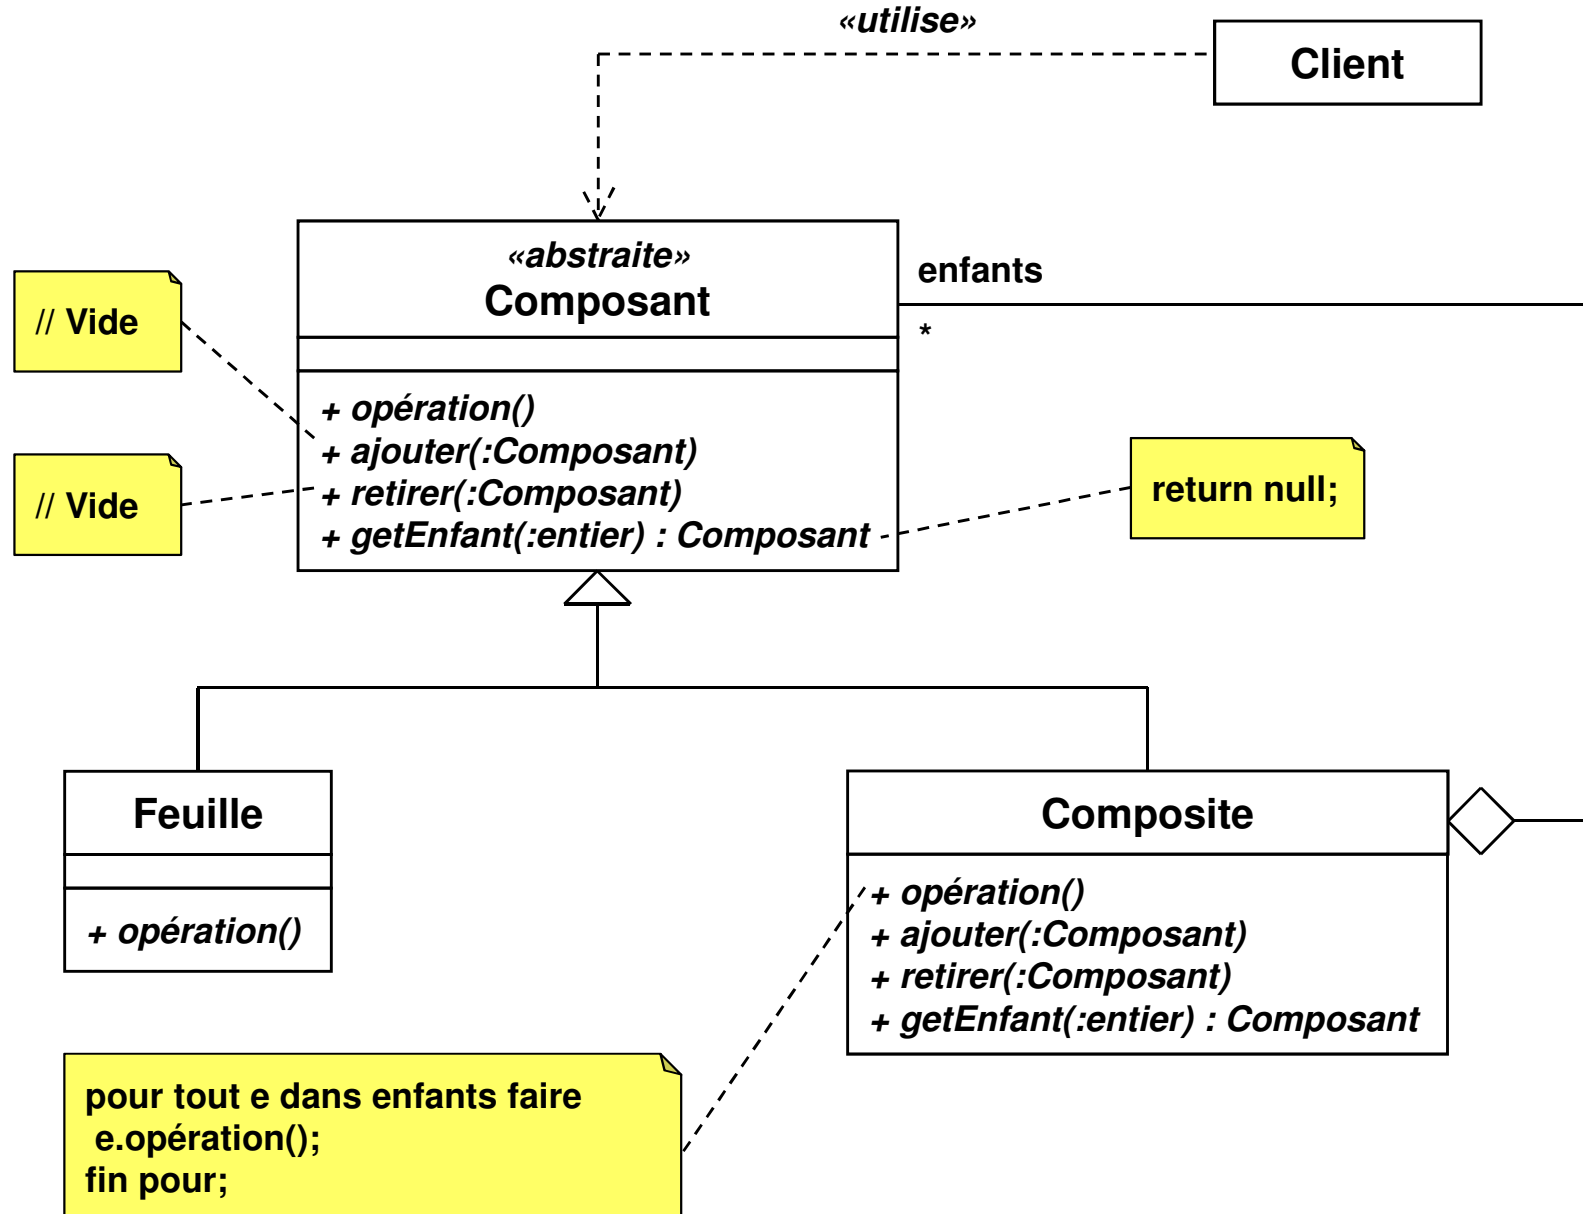 «utilise»
Client
«abstraite»
Composant
enfants
*
// Vide
// Vide
+ opération()
+ ajouter(:Composant)
+ retirer(:Composant)
+ getEnfant(:entier) : Composant
return null;
Feuille
+ opération()
Composite
+ opération()
+ ajouter(:Composant)
+ retirer(:Composant)
+ getEnfant(:entier) : Composant
pour tout e dans enfants faire
e.opération();
fin pour;